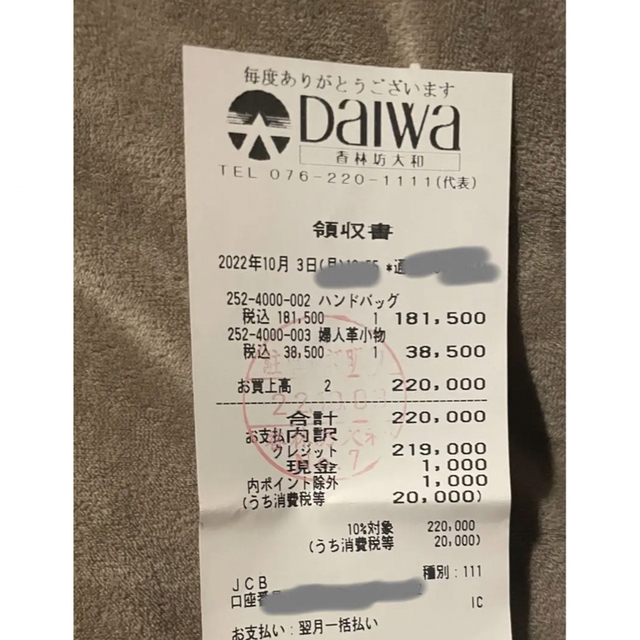 毎度ありがとうございます
Daiwa
香林坊大和
TEL 076-220-1111(代表)
領収書
2022年10月 3日(月) *通
252-4000-002 ハンドバッグ
税込 181,500 1 181,500
252-4000-003 婦人革小物
税込 38,500 1 38,500
お買上高 2 220,000
合計 220,000
お支払内訳
クレジット 219,000
現金 1,000
内ポイント除外 1,000
(うち消費税等 20,000)
10%対象 220,000
(うち消費税等 20,000)
JCB 種別:111
口座番号 IC
お支払い:翌月一括払い